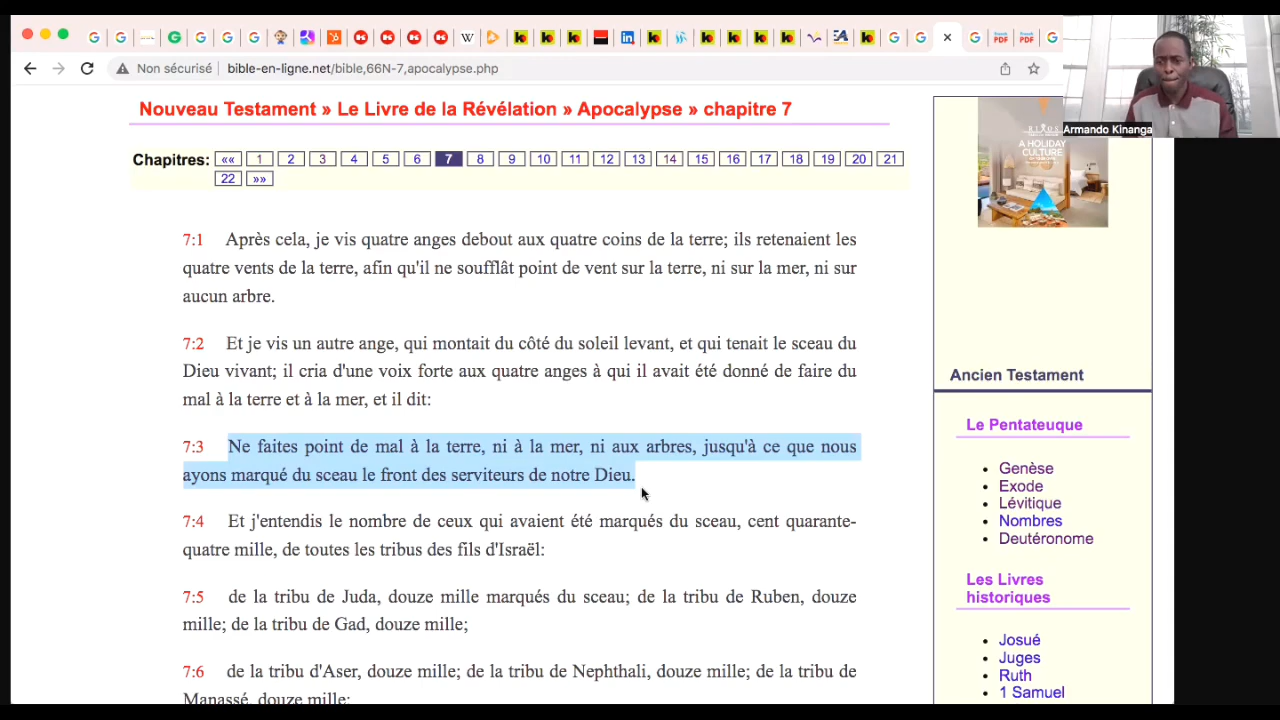 Non sécurisé
bible-en-ligne.net/bible,66N-7,apocalypse.php
Armando Kinanga
Nouveau Testament » Le Livre de la Révélation » Apocalypse » chapitre 7
Chapitres: «« 1 2 3 4 5 6 7 8 9 10 11 12 13 14 15 16 17 18 19 20 21
22 »»
7:1 Après cela, je vis quatre anges debout aux quatre coins de la terre; ils retenaient les
quatre vents de la terre, afin qu'il ne soufflât point de vent sur la terre, ni sur la mer, ni sur
aucun arbre.
7:2 Et je vis un autre ange, qui montait du côté du soleil levant, et qui tenait le sceau du
Dieu vivant; il cria d'une voix forte aux quatre anges à qui il avait été donné de faire du
mal à la terre et à la mer, et il dit:
7:3 Ne faites point de mal à la terre, ni à la mer, ni aux arbres, jusqu'à ce que nous
ayons marqué du sceau le front des serviteurs de notre Dieu.
7:4 Et j'entendis le nombre de ceux qui avaient été marqués du sceau, cent quarante-
quatre mille, de toutes les tribus des fils d'Israël:
7:5 de la tribu de Juda, douze mille marqués du sceau; de la tribu de Ruben, douze
mille; de la tribu de Gad, douze mille;
7:6 de la tribu d'Aser, douze mille; de la tribu de Nephthali, douze mille; de la tribu de
Manassé, douze mille;
A HOLIDAY
CULTURE
Ancien Testament
Le Pentateuque
Genèse
Exode
Lévitique
Nombres
Deutéronome
Les Livres
historiques
Josué
Juges
Ruth
1 Samuel